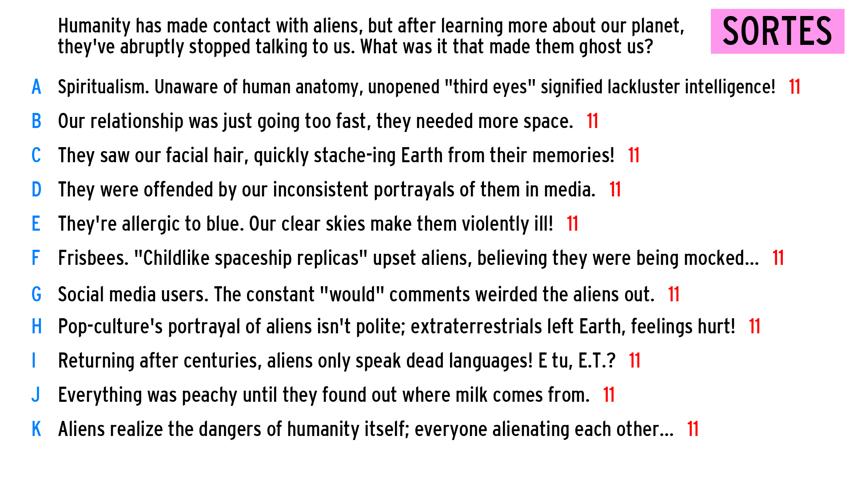 Humanity has made contact with aliens, but after learning more about our planet,
they've abruptly stopped talking to us. What was it that made them ghost us?
SORTES
A Spiritualism. Unaware of human anatomy, unopened "third eyes" signified lackluster intelligence! 11
B Our relationship was just going too fast, they needed more space. 11
C They saw our facial hair, quickly stache-ing Earth from their memories! 11
D They were offended by our inconsistent portrayals of them in media. 11
E They're allergic to blue. Our clear skies make them violently ill! 11
F Frisbees. "Childlike spaceship replicas" upset aliens, believing they were being mocked... 11
G Social media users. The constant "would" comments weirded the aliens out. 11
H Pop-culture's portrayal of aliens isn't polite; extraterrestrials left Earth, feelings hurt! 11
I Returning after centuries, aliens only speak dead languages! E tu, E.T.? 11
J Everything was peachy until they found out where milk comes from. 11
K Aliens realize the dangers of humanity itself; everyone alienating each other... 11